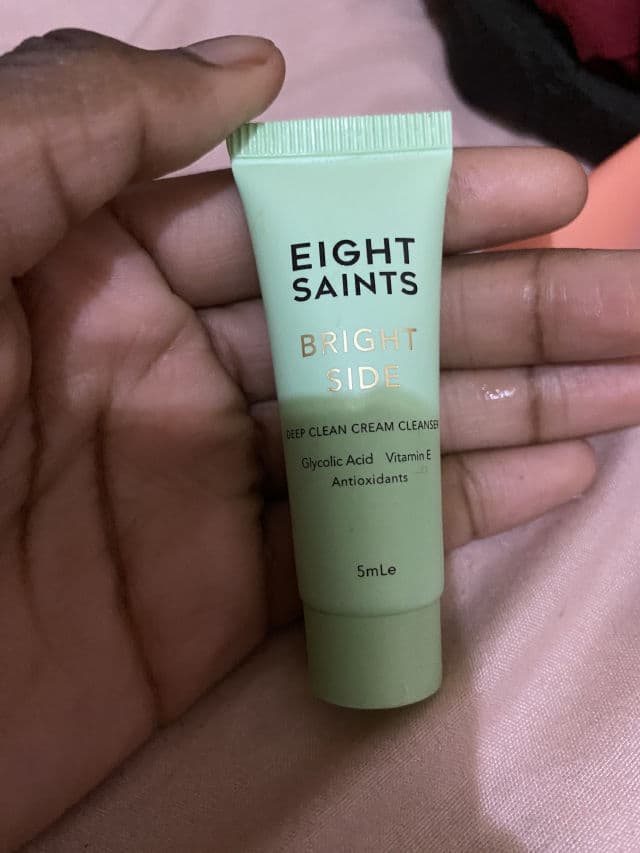 EIGHT
SAINTS
BRIGHT
SIDE
DEEP CLEAN CREAM CLEANSER
Glycolic Acid Vitamin E
Antioxidants
5mLe